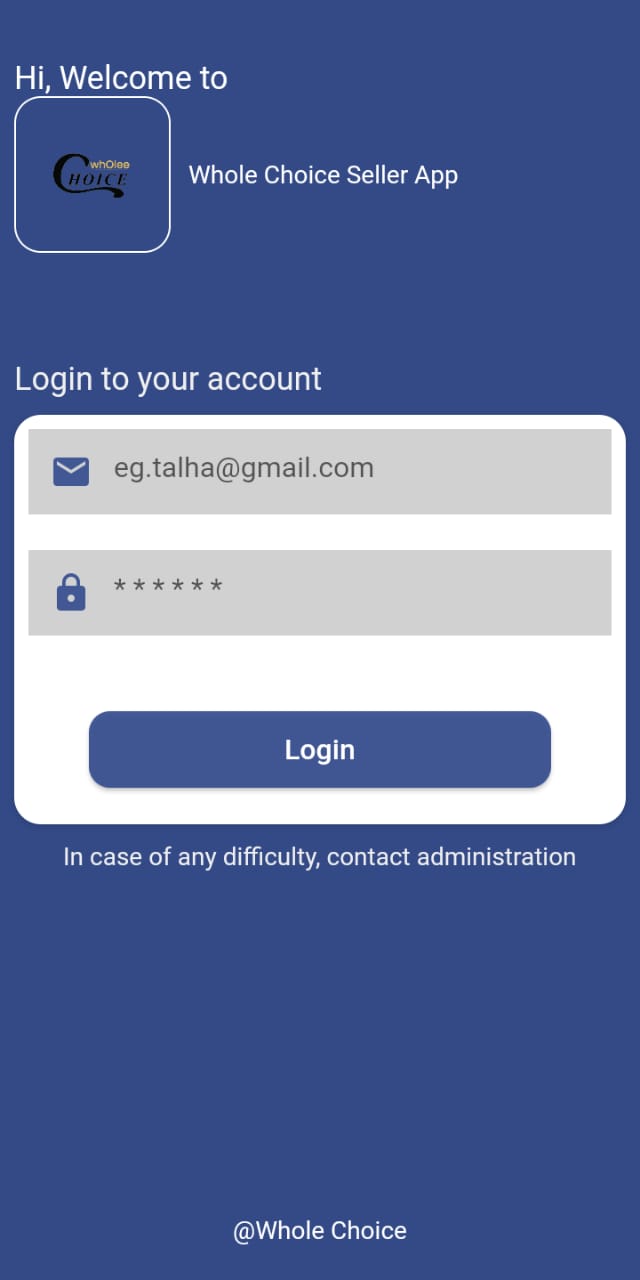 Hi, Welcome to
whOlee
CHOICE
Whole Choice Seller App
Login to your account
eg.talha@gmail.com
* * * * * *
Login
In case of any difficulty, contact administration
@Whole Choice